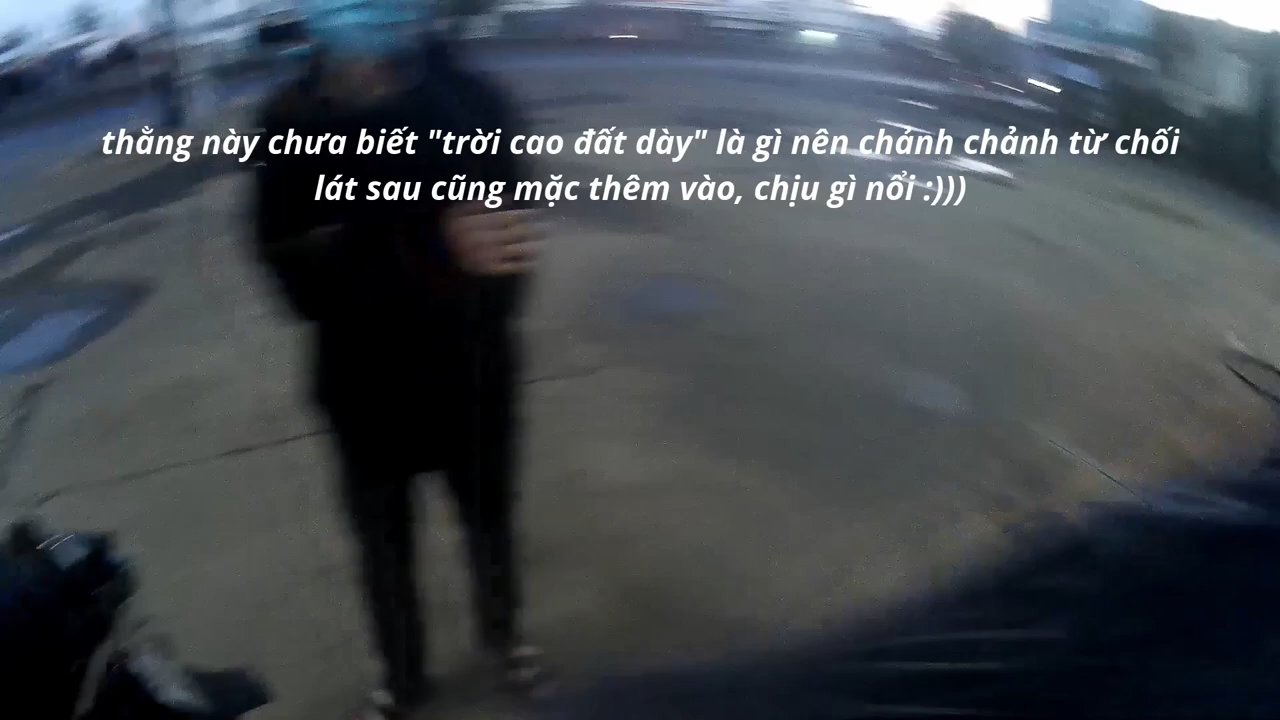 thằng này chưa biết "trời cao đất dày" là gì nên chảnh chảnh từ chối
lát sau cũng mặc thêm vào, chịu gì nổi :)))